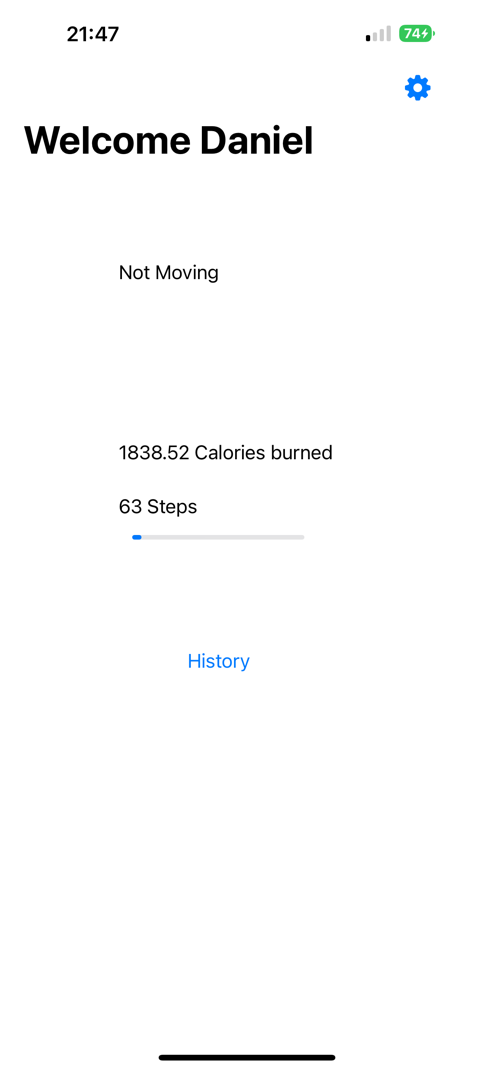 21:47
74
Welcome Daniel
Not Moving
1838.52 Calories burned
63 Steps
History